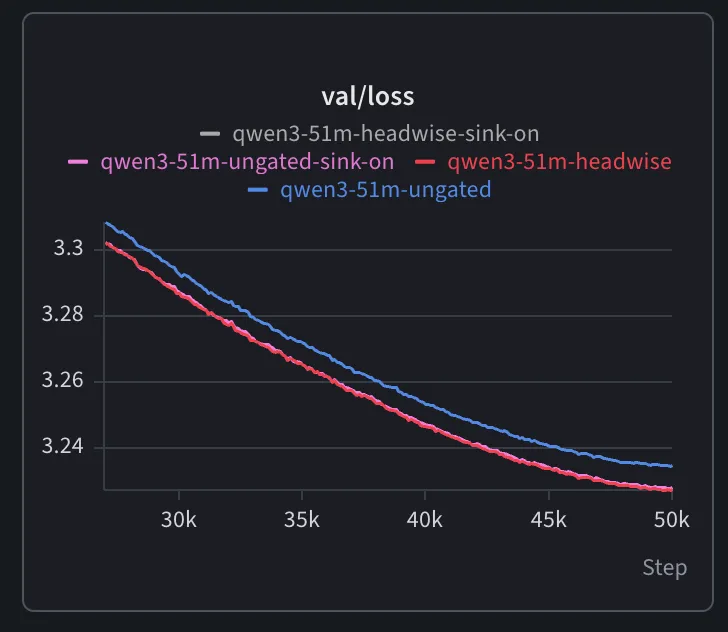 val/loss
qwen3-51m-headwise-sink-on
qwen3-51m-ungated-sink-on qwen3-51m-headwise
qwen3-51m-ungated
3.3
3.28
3.26
3.24
30k 35k 40k 45k 50k
Step